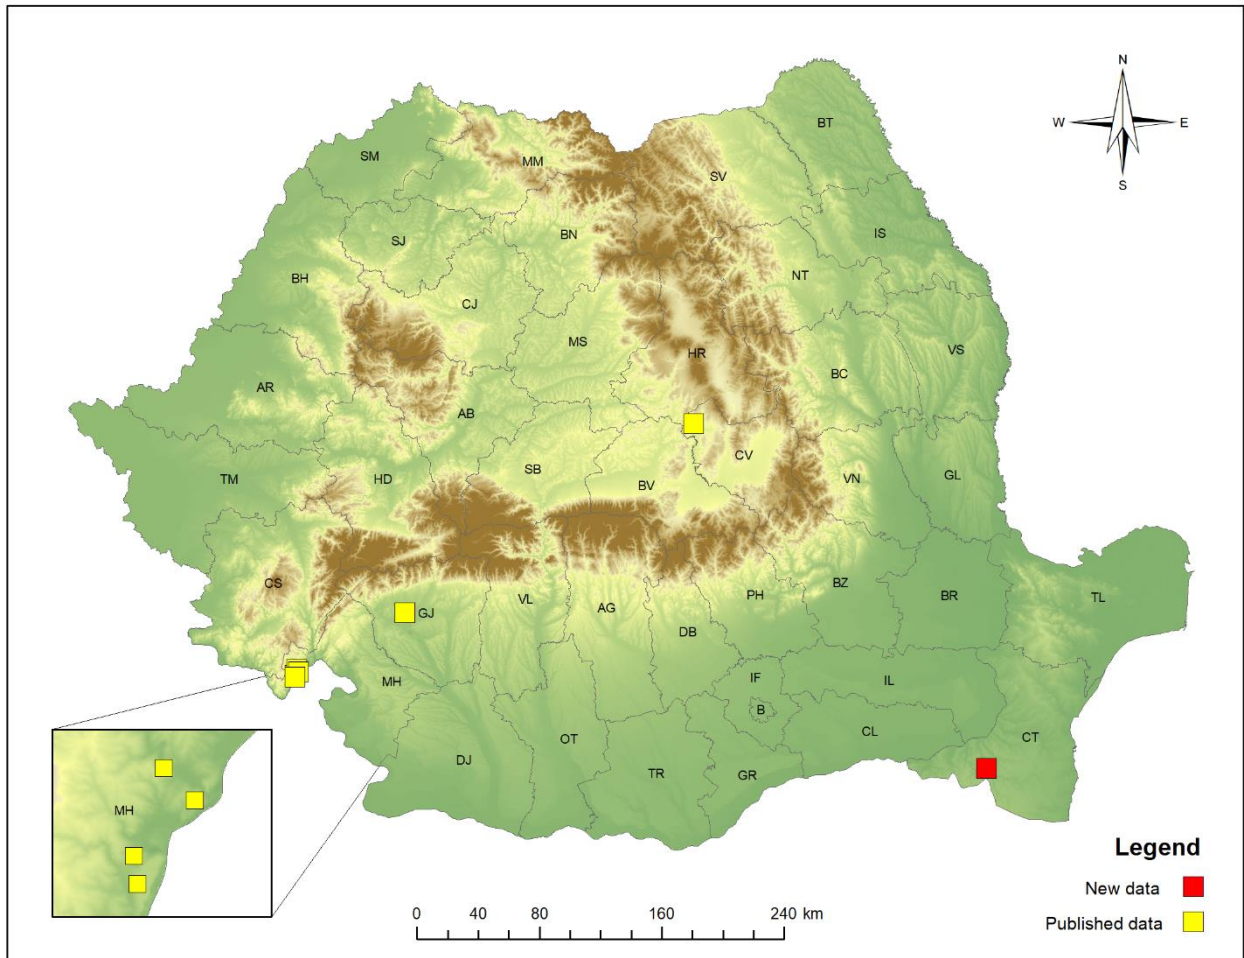 N
W E
S
BT
SM
MM
SV
BN
SJ
IS
BH
NT
CJ
MS
VS
HR
BC
AR
AB
CV
SB
TM
HD
BV
VN
GL
CS
VL
AG
PH
BZ
BR
TL
GJ
DB
MH
IF
IL
B
CL
CT
OT
DJ
TR
GR
MH
Legend
New data
Published data
0 40 80 160 240 km